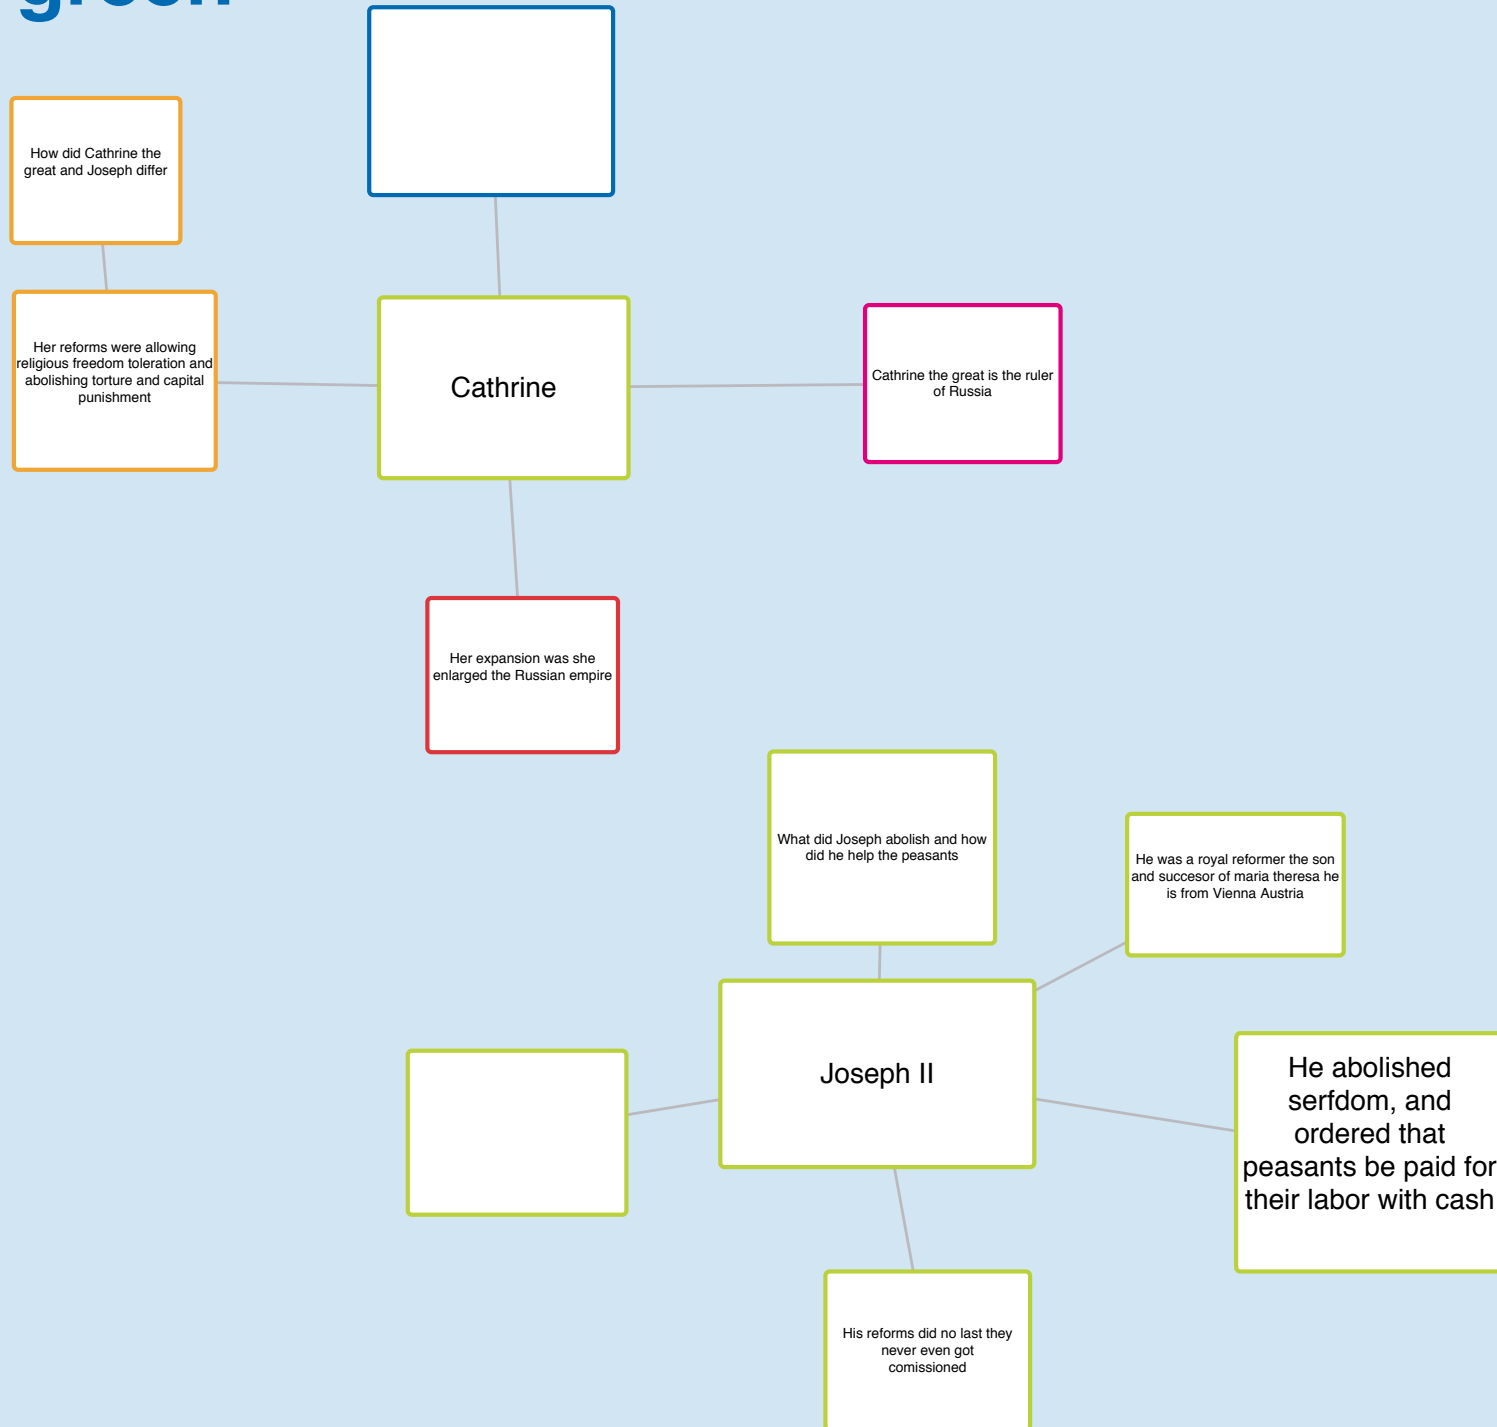 green
How did Cathrine the
great and Joseph differ
Her reforms were allowing
religious freedom toleration and
abolishing torture and capital
punishment
Cathrine
Cathrine the great is the ruler
of Russia
Her expansion was she
enlarged the Russian empire
What did Joseph abolish and how
did he help the peasants
He was a royal reformer the son
and succesor of maria theresa he
is from Vienna Austria
Joseph II
He abolished
serfdom, and
ordered that
peasants be paid for
their labor with cash
His reforms did no last they
never even got
comissioned